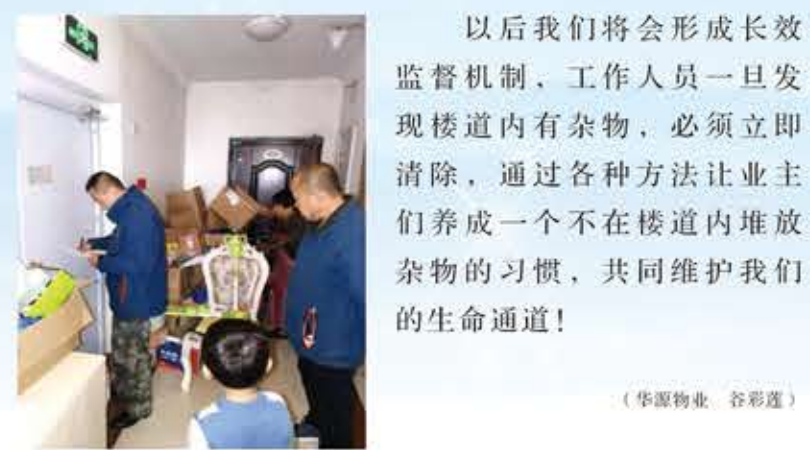 以后我们将会形成长效
监督机制，工作人员一旦发
现楼道内有杂物，必须立即
清除，通过各种方法让业主
们养成一个不在楼道内堆放
杂物的习惯，共同维护我们
的生命通道！
（华源物业 谷彩莲）